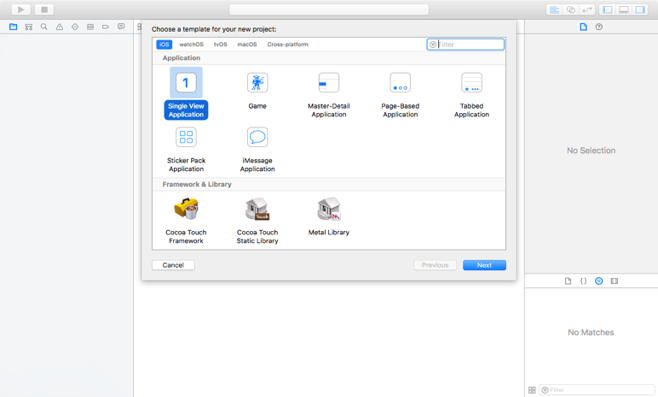 Choose a template for your new project:
iOS watchOS tvOS macOS Cross-platform Filter
Application
1
Single View Application
Game
Master-Detail Application
Page-Based Application
Tabbed Application
Sticker Pack Application
iMessage Application
Framework & Library
Cocoa Touch Framework
Cocoa Touch Static Library
Metal Library
Cancel Previous Next
No Selection
No Matches
Filter